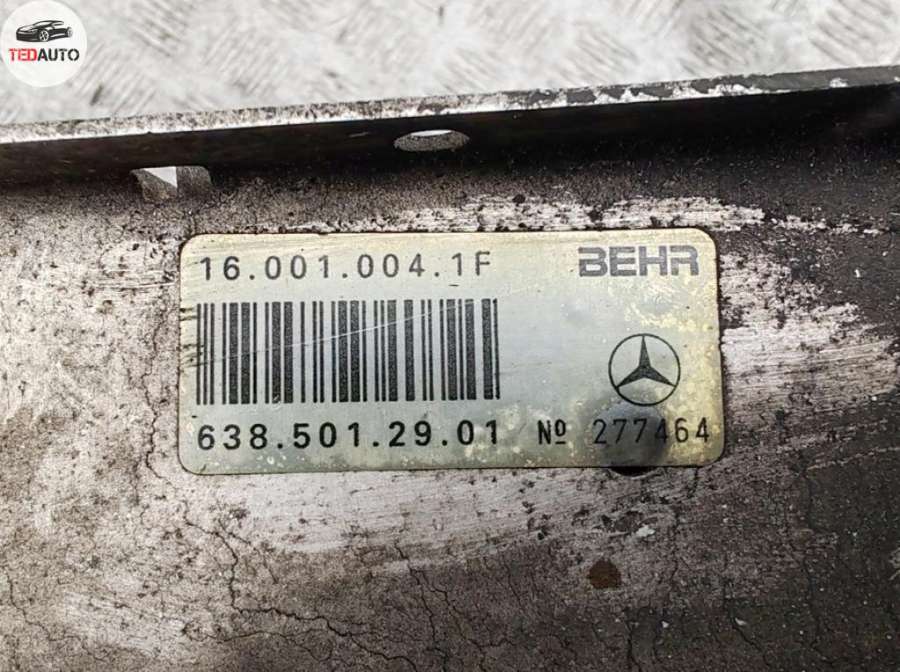 TEDAUTO
16.001.004.1F BEHR
638.501.29.01 Nº 277464